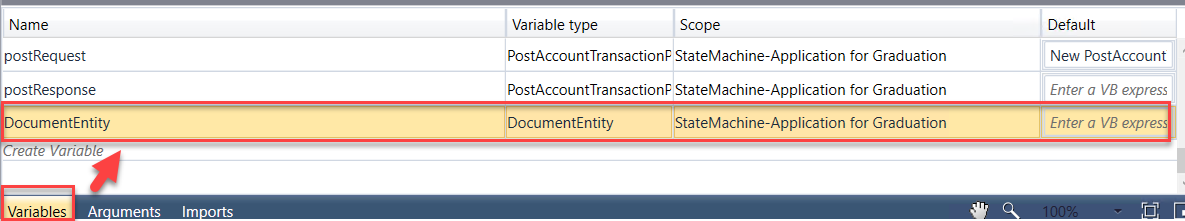 Name Variable type Scope Default
postRequest PostAccountTransactionP StateMachine-Application for Graduation New PostAccount
postResponse PostAccountTransactionP StateMachine-Application for Graduation Enter a VB express
DocumentEntity DocumentEntity StateMachine-Application for Graduation Enter a VB express
Create Variable
Variables Arguments Imports 100%